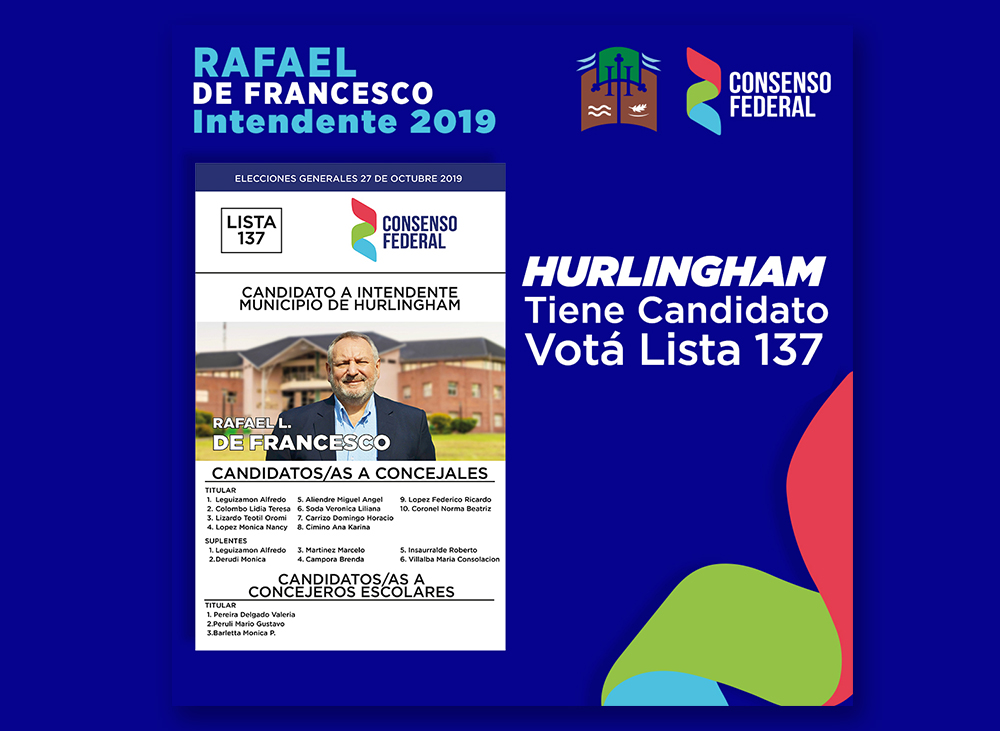 RAFAEL
DE FRANCESCO
Intendente 2019
CONSENSO
FEDERAL
ELECCIONES GENERALES 27 DE OCTUBRE 2019
LISTA
137
CONSENSO
FEDERAL
CANDIDATO A INTENDENTE
MUNICIPIO DE HURLINGHAM
RAFAEL L.
DE FRANCESCO
CANDIDATOS/AS A CONCEJALES
TITULAR
1. Leguizamon Alfredo 5. Aliendre Miguel Angel 9. Lopez Federico Ricardo
2. Colombo Lidia Teresa 6. Soda Veronica Liliana 10. Coronel Norma Beatriz
3. Lizardo Teotil Oromi 7. Carrizo Domingo Horacio
4. Lopez Monica Nancy 8. Cimino Ana Karina
SUPLENTES
1. Leguizamon Alfredo 3. Martinez Marcelo 5. Insaurralde Roberto
2.Derudi Monica 4. Campora Brenda 6. Villalba Maria Consolacion
CANDIDATOS/AS A
CONCEJEROS ESCOLARES
TITULAR
1. Pereira Delgado Valeria
2.Peruli Mario Gustavo
3.Barletta Monica P.
HURLINGHAM
Tiene Candidato
Votá Lista 137